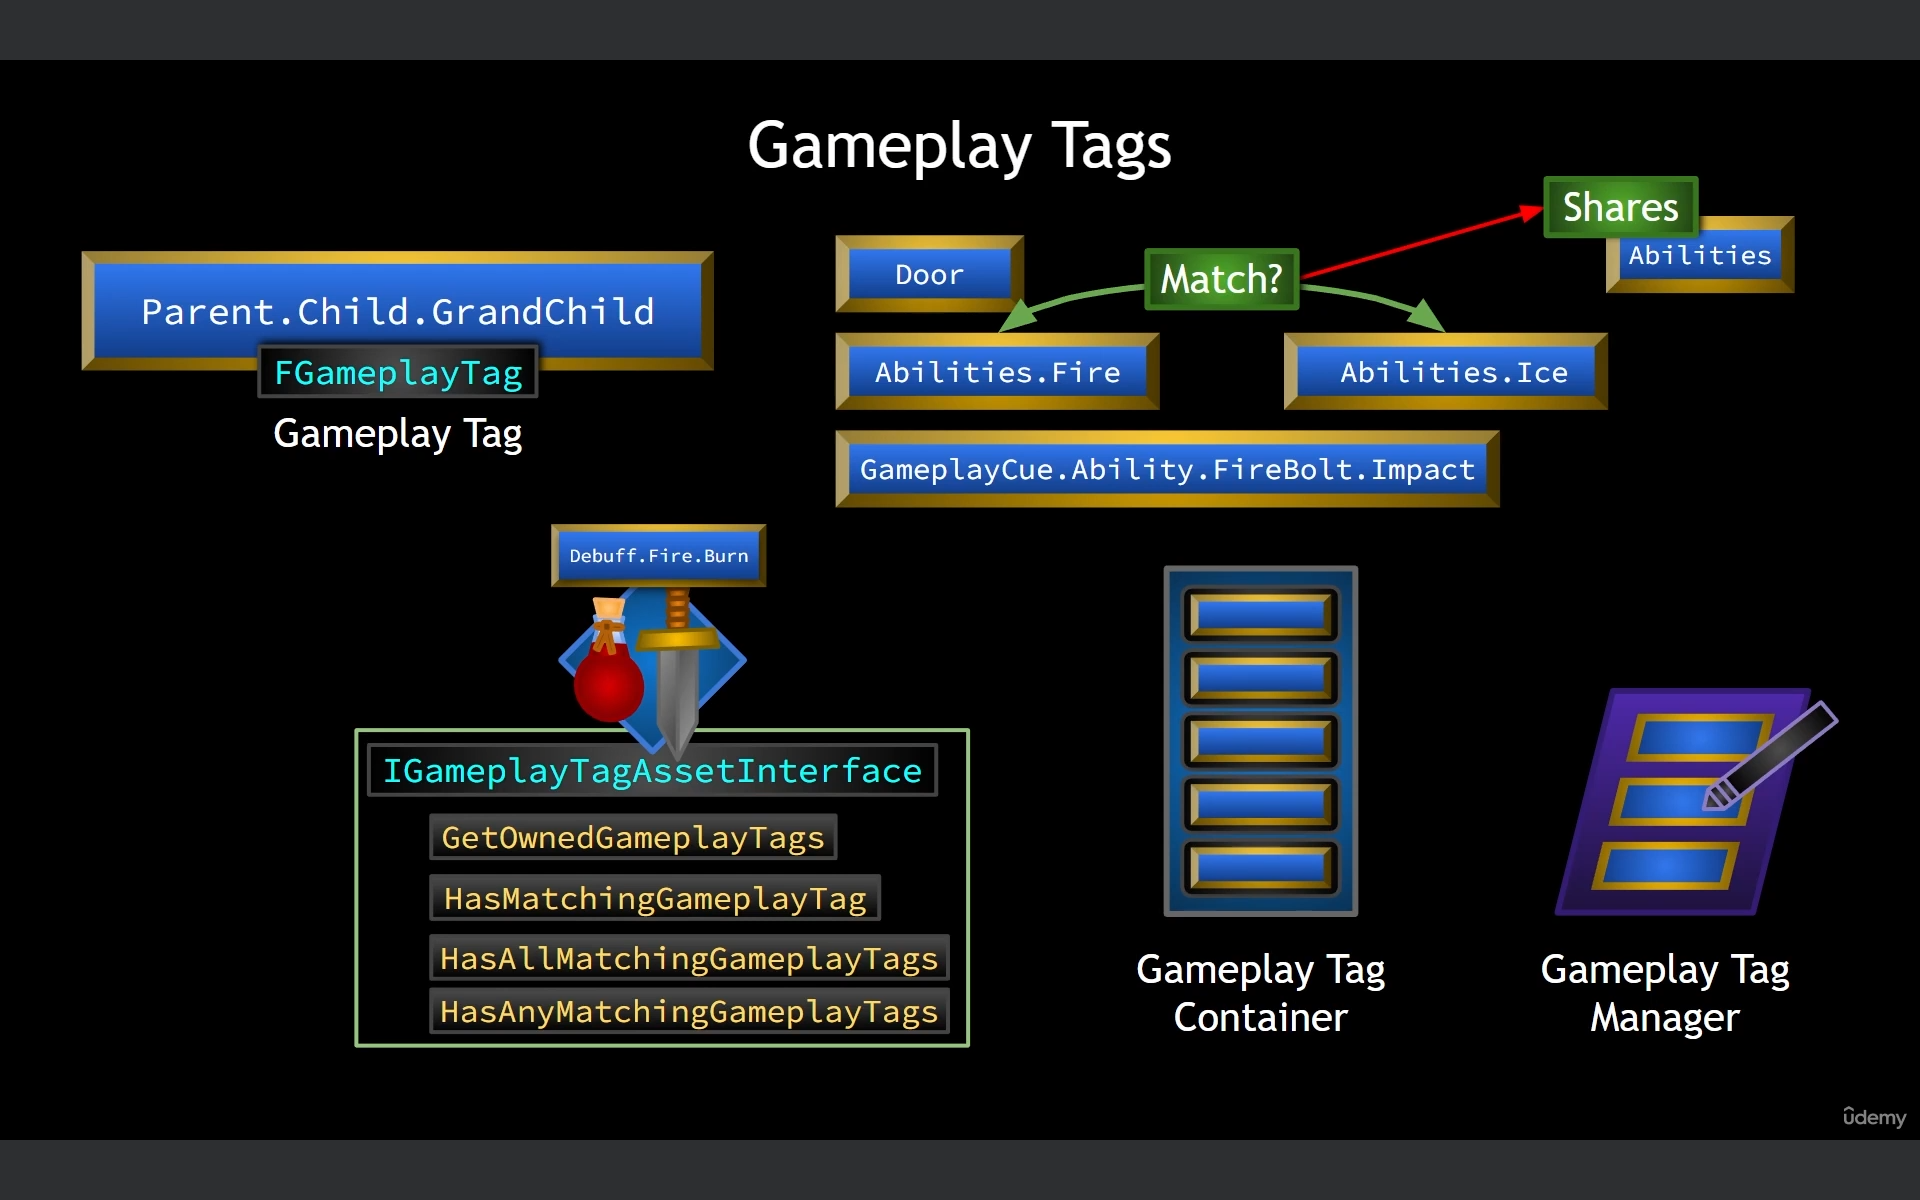 Gameplay Tags
Parent.Child.GrandChild
FGameplayTag
Gameplay Tag
Door
Match?
Shares
Abilities
Abilities.Fire
Abilities.Ice
GameplayCue.Ability.FireBolt.Impact
Debuff.Fire.Burn
IGameplayTagAssetInterface
GetOwnedGameplayTags
HasMatchingGameplayTag
HasAllMatchingGameplayTags
HasAnyMatchingGameplayTags
Gameplay Tag
Container
Gameplay Tag
Manager
ûdemy